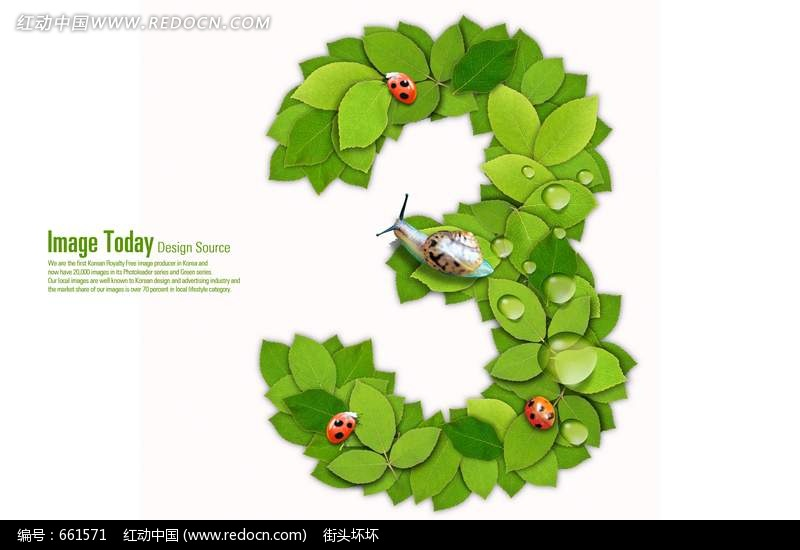 红动中国 WWW.REDOCN.COM
3
Image Today Design Source
We are the first Korean Royalty Free image producer in Korea and
now have 20,000 images in its Photoleader series and Green series.
Our local images are well known to Korean design and advertising industry and
the market share of our images is over 70 percent in local lifestyle category.
编号：661571 红动中国 (www.redocn.com) 街头坏坏